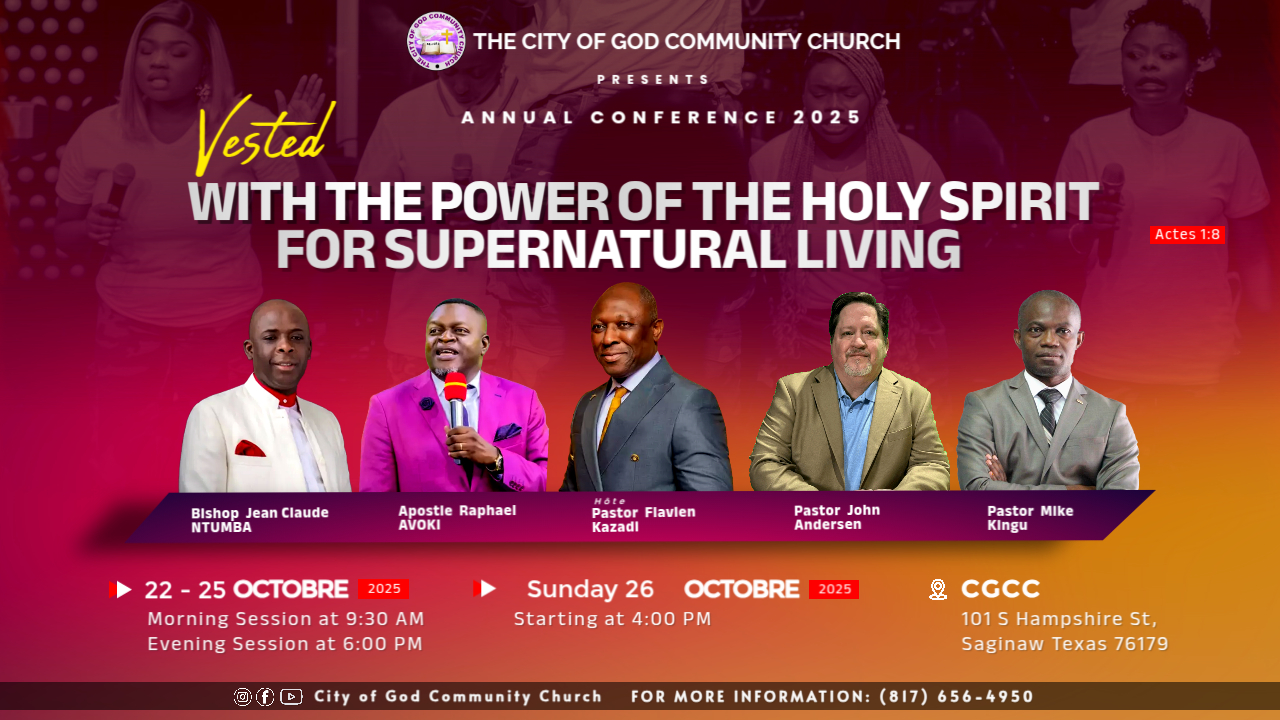 THE CITY OF GOD COMMUNITY CHURCH
PRESENTS
ANNUAL CONFERENCE 2025
Vested
WITH THE POWER OF THE HOLY SPIRIT
FOR SUPERNATURAL LIVING
Actes 1:8
Bishop Jean Claude
NTUMBA
Apostle Raphael
AVOKI
Hôte
Pastor Flavien
Kazadi
Pastor John
Andersen
Pastor Mike
Kingu
22 - 25 OCTOBRE 2025
Morning Session at 9:30 AM
Evening Session at 6:00 PM
Sunday 26 OCTOBRE 2025
Starting at 4:00 PM
CGCC
101 S Hampshire St,
Saginaw Texas 76179
City of God Community Church FOR MORE INFORMATION: (817) 656-4950